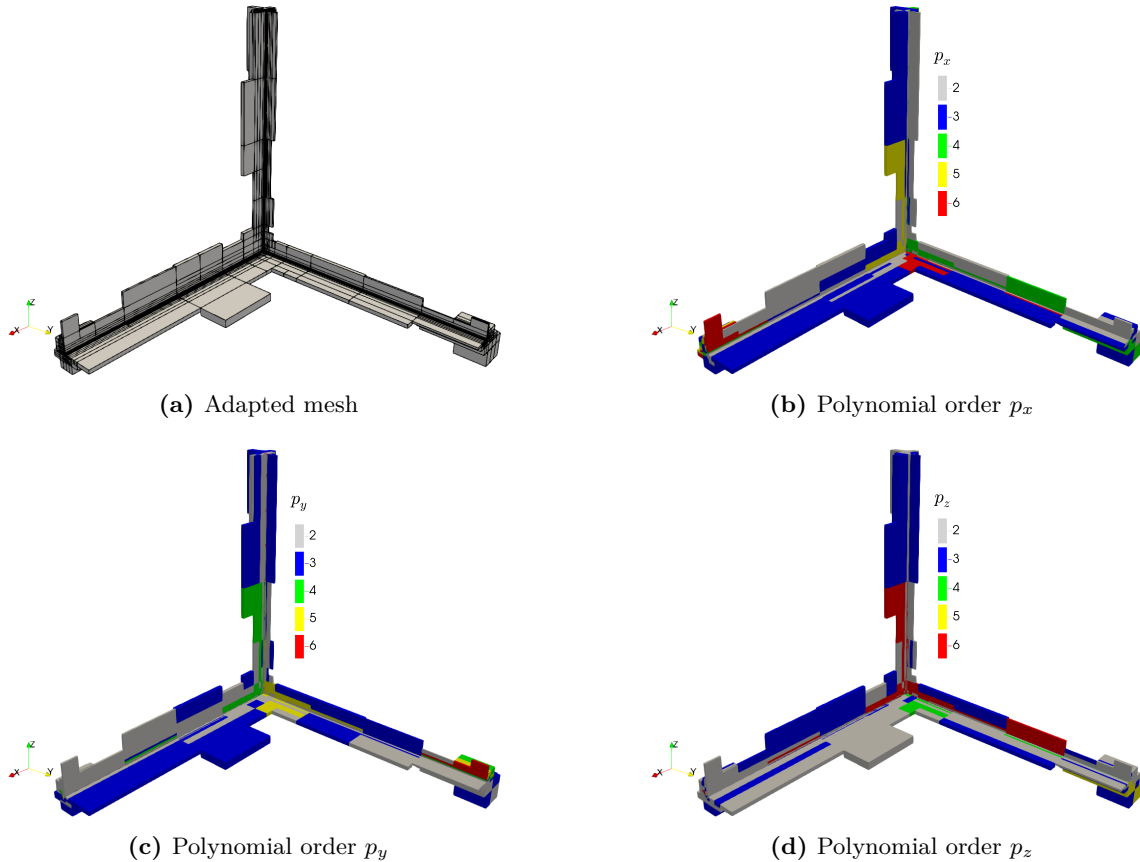 Z
X
Y
X
(a) Adapted mesh
p_x
2
3
4
5
6
Z
X
Y
(b) Polynomial order p_x
p_y
2
3
4
5
6
Z
X
Y
(c) Polynomial order p_y
p_z
2
3
4
5
6
Z
X
Y
(d) Polynomial order p_z